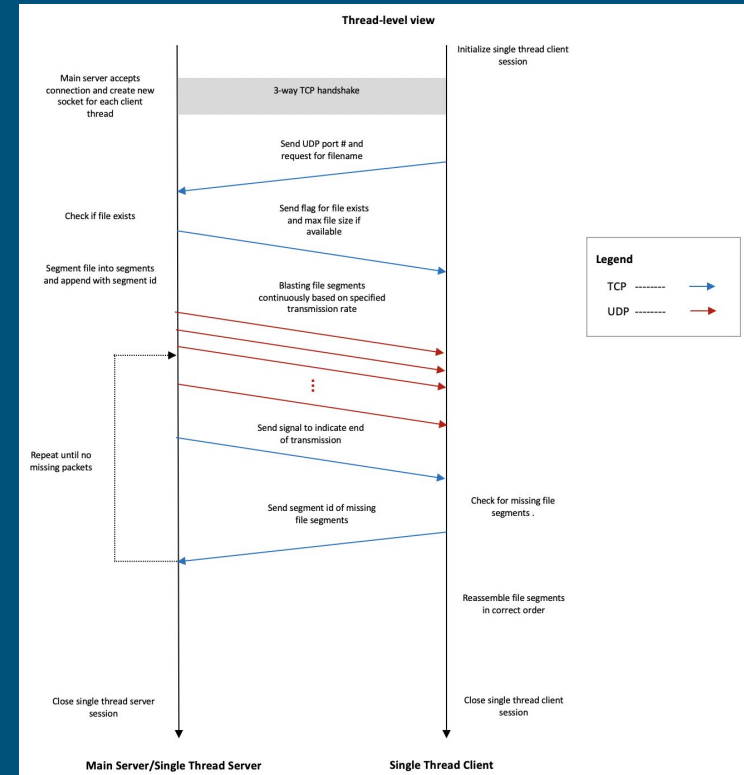 Thread-level view
Initialize single thread client
session
Main server accepts
connection and create new
socket for each client
thread
3-way TCP handshake
Send UDP port # and
request for filename
Check if file exists
Send flag for file exists
and max file size if
available
Segment file into segments
and append with segment id
Blasting file segments
continuously based on specified
transmission rate
Legend
TCP --------
UDP --------
Send signal to indicate end
of transmission
Repeat until no
missing packets
Check for missing file
segments .
Send segment id of missing
file segments
Reassemble file segments
in correct order
Close single thread server
session
Close single thread client
session
Main Server/Single Thread Server
Single Thread Client